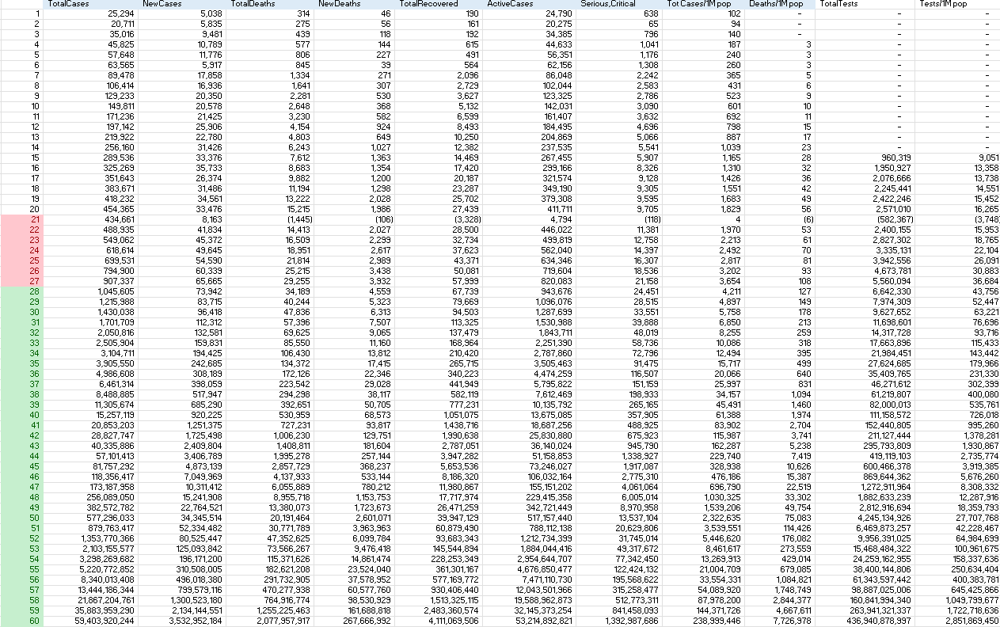 TotalCases NewCases TotalDeaths NewDeaths TotalRecovered ActiveCases Serious,Critical Tot Cases/1M pop Deaths/1M pop TotalTests Tests/1M pop
1 25,294 5,038 314 46 190 24,790 638 102 - - -
2 20,711 5,835 275 56 161 20,275 65 94 - - -
3 35,016 9,481 439 118 192 34,385 796 140 - - -
4 45,825 10,789 577 144 615 44,633 1,041 187 3 - -
5 57,648 11,776 806 227 491 56,351 1,176 240 3 - -
6 63,565 5,917 845 39 564 62,156 1,308 260 3 - -
7 89,478 17,858 1,334 271 2,096 86,048 2,242 365 5 - -
8 106,414 16,936 1,641 307 2,729 102,044 2,583 431 6 - -
9 129,233 20,350 2,281 530 3,627 123,325 2,786 523 9 - -
10 149,811 20,578 2,648 368 5,132 142,031 3,090 601 10 - -
11 171,236 21,425 3,230 582 6,599 161,407 3,632 692 11 - -
12 197,142 25,906 4,154 924 8,493 184,495 4,696 798 15 - -
13 219,922 22,780 4,803 649 10,250 204,869 5,066 887 17 - -
14 256,160 31,426 6,243 1,027 12,382 237,535 5,541 1,039 23 - -
15 289,536 33,376 7,612 1,363 14,469 267,455 5,907 1,165 28 960,319 9,051
16 325,269 35,733 8,683 1,354 17,420 299,166 8,326 1,310 32 1,950,927 13,358
17 351,643 26,374 9,882 1,200 20,187 321,574 9,128 1,426 36 2,076,666 13,738
18 383,671 31,486 11,194 1,298 23,287 349,190 9,305 1,551 42 2,245,441 14,551
19 418,232 34,561 13,222 2,028 25,702 379,308 9,595 1,683 49 2,422,246 15,452
20 454,365 33,476 15,215 1,986 27,439 411,711 9,705 1,829 56 2,571,010 16,265
21 434,661 8,163 (1,445) (106) (3,328) 4,794 (118) 4 (6) (582,367) (3,748
22 488,935 41,834 14,413 2,027 28,500 446,022 11,381 1,970 53 2,400,155 15,953
23 549,062 45,372 16,509 2,299 32,734 499,819 12,758 2,213 61 2,827,302 18,765
24 618,614 49,645 18,951 2,617 37,623 562,040 14,397 2,492 70 3,335,131 22,104
25 699,531 54,590 21,814 2,989 43,371 634,346 16,307 2,817 81 3,942,556 26,091
26 794,900 60,339 25,215 3,438 50,081 719,604 18,536 3,202 93 4,673,781 30,883
27 907,337 65,665 29,255 3,932 57,999 820,083 21,158 3,654 108 5,560,094 36,684
28 1,045,605 73,942 34,189 4,559 67,739 943,676 24,451 4,211 127 6,642,330 43,756
29 1,215,988 83,715 40,244 5,323 79,669 1,096,076 28,515 4,897 149 7,974,309 52,447
30 1,430,038 96,418 47,836 6,313 94,503 1,287,699 33,551 5,758 178 9,627,652 63,221
31 1,701,709 112,312 57,396 7,507 113,325 1,530,988 39,888 6,850 213 11,698,601 76,696
32 2,050,816 132,581 69,625 9,065 137,479 1,843,711 48,019 8,255 259 14,317,728 93,716
33 2,505,904 159,831 85,550 11,160 168,964 2,251,390 58,736 10,086 318 17,663,896 115,433
34 3,104,711 194,425 106,430 13,812 210,420 2,787,860 72,796 12,494 395 21,984,451 143,442
35 3,905,550 242,685 134,372 17,415 265,715 3,505,463 91,475 15,717 499 27,624,685 179,966
36 4,986,608 308,189 172,126 22,346 340,223 4,474,259 116,507 20,066 640 35,409,765 231,330
37 6,461,314 398,059 223,542 29,028 441,949 5,795,822 151,159 25,997 831 46,271,612 302,399
38 8,488,885 517,947 294,298 38,117 582,119 7,612,469 198,933 34,157 1,094 61,219,807 400,080
39 11,305,674 685,290 392,651 50,705 777,231 10,135,792 265,165 45,491 1,460 82,000,013 535,761
40 15,257,119 920,225 530,959 68,573 1,051,075 13,675,085 357,905 61,388 1,974 111,158,572 726,018
41 20,853,203 1,251,375 727,231 93,817 1,438,716 18,687,256 488,925 83,902 2,704 152,440,805 995,260
42 28,827,747 1,725,498 1,006,230 129,751 1,990,638 25,830,880 675,923 115,987 3,741 211,127,444 1,378,281
43 40,335,886 2,409,804 1,408,811 181,604 2,787,051 36,140,024 945,790 162,287 5,238 295,793,809 1,930,867
44 57,101,413 3,406,789 1,995,278 257,144 3,947,282 51,158,853 1,338,927 229,740 7,419 419,119,103 2,735,774
45 81,757,292 4,873,139 2,857,729 368,237 5,653,536 73,246,027 1,917,087 328,938 10,626 600,466,378 3,919,385
46 118,356,417 7,049,969 4,137,933 533,144 8,186,320 106,032,164 2,775,310 476,186 15,387 869,644,362 5,676,260
47 173,187,958 10,311,412 6,055,689 780,212 11,980,867 155,151,202 4,061,064 696,790 22,519 1,272,911,964 8,308,332
48 256,089,050 15,241,908 8,955,718 1,153,753 17,717,974 229,415,358 6,005,014 1,030,325 33,302 1,882,633,239 12,287,916
49 382,572,782 22,764,521 13,380,073 1,723,673 26,471,259 342,721,449 8,970,958 1,539,206 49,754 2,812,916,694 18,359,793
50 577,296,033 34,345,514 20,191,464 2,601,071 39,947,129 517,157,440 13,537,104 2,322,635 75,083 4,245,134,926 27,707,768
51 879,763,417 52,334,482 30,771,789 3,963,963 60,879,490 788,112,138 20,629,806 3,539,551 114,426 6,469,873,257 42,228,467
52 1,353,770,366 80,525,447 47,352,625 6,099,784 93,683,343 1,212,734,399 31,745,014 5,446,620 176,082 9,956,391,025 64,984,699
53 2,103,155,577 125,093,842 73,566,267 9,476,418 145,544,894 1,884,044,416 49,317,672 8,461,617 273,559 15,468,484,322 100,961,675
54 3,298,269,682 196,171,200 115,371,626 14,861,474 228,253,349 2,954,644,707 77,342,450 13,269,913 429,014 24,259,162,955 158,337,636
55 5,220,772,852 310,508,005 182,621,208 23,524,040 361,301,167 4,676,850,477 122,424,132 21,004,709 679,085 38,400,144,806 250,634,404
56 8,340,013,408 496,018,380 291,732,905 37,578,952 577,169,772 7,471,110,730 195,568,622 33,554,331 1,084,821 61,343,597,442 400,383,781
57 13,444,186,344 799,579,116 470,277,938 60,577,760 930,406,440 12,043,501,966 315,258,477 54,089,920 1,748,749 98,887,025,006 645,425,866
58 21,867,204,761 1,300,523,180 764,916,774 98,530,929 1,513,325,115 19,588,962,873 512,773,311 87,978,200 2,844,377 160,841,994,340 1,049,799,677
59 35,883,959,290 2,134,144,551 1,255,225,463 161,688,818 2,483,360,574 32,145,373,254 841,458,093 144,371,726 4,667,611 263,941,321,337 1,722,718,636
60 59,403,920,244 3,532,952,184 2,077,957,917 267,666,992 4,111,069,506 53,214,892,821 1,392,987,686 238,999,446 7,726,978 436,940,878,997 2,851,869,450